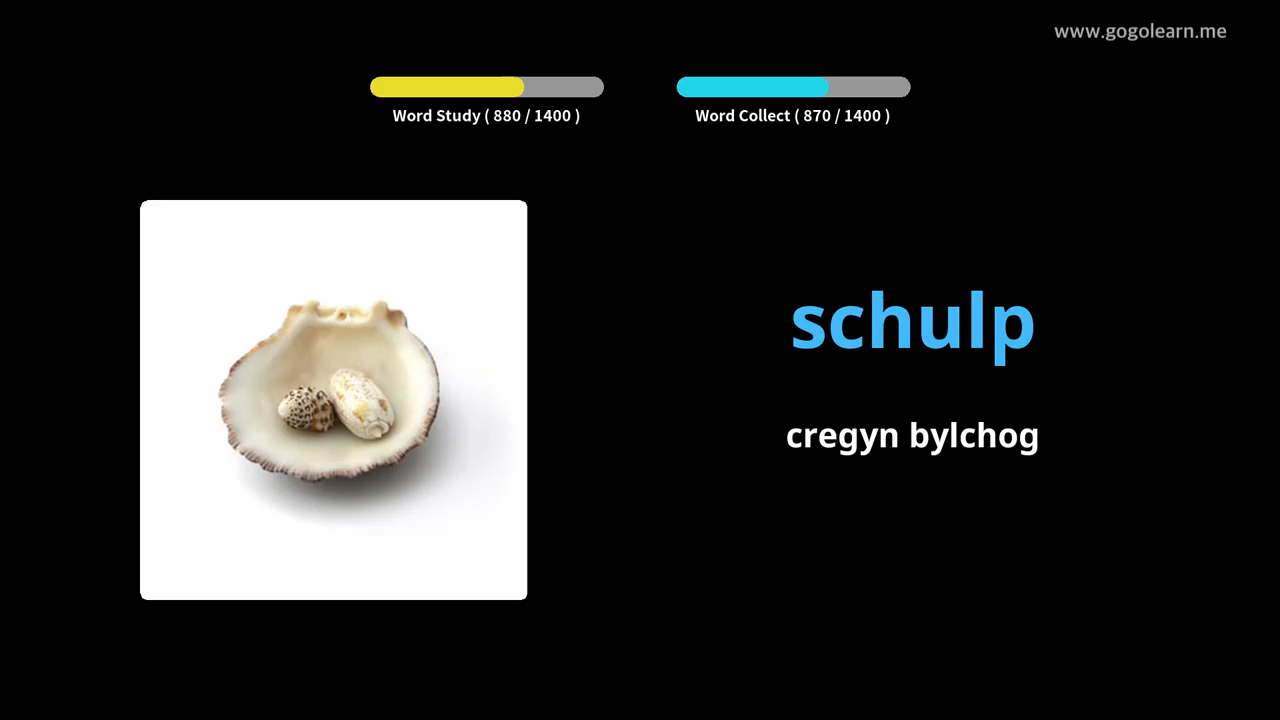 www.gogolearn.me
Word Study ( 880 / 1400 )
Word Collect ( 870 / 1400 )
schulp
cregyn bylchog